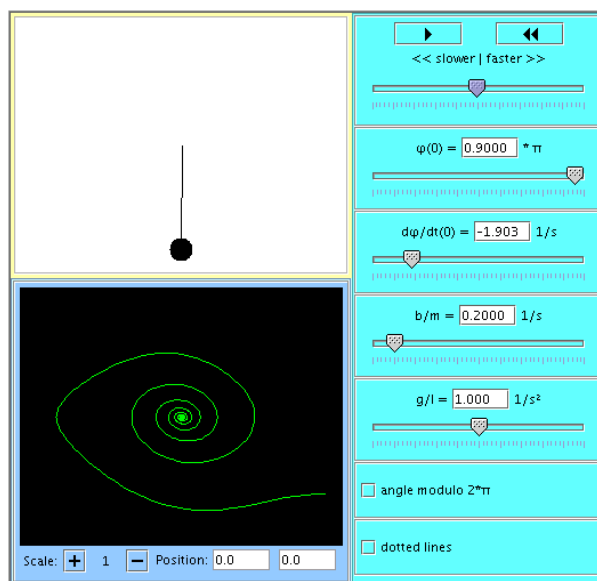 << slower | faster >>
φ(0) = 0.9000 * π
dφ/dt(0) = -1.903 1/s
b/m = 0.2000 1/s
g/l = 1.000 1/s²
angle modulo 2*π
dotted lines
Scale: + 1 − Position: 0.0 0.0